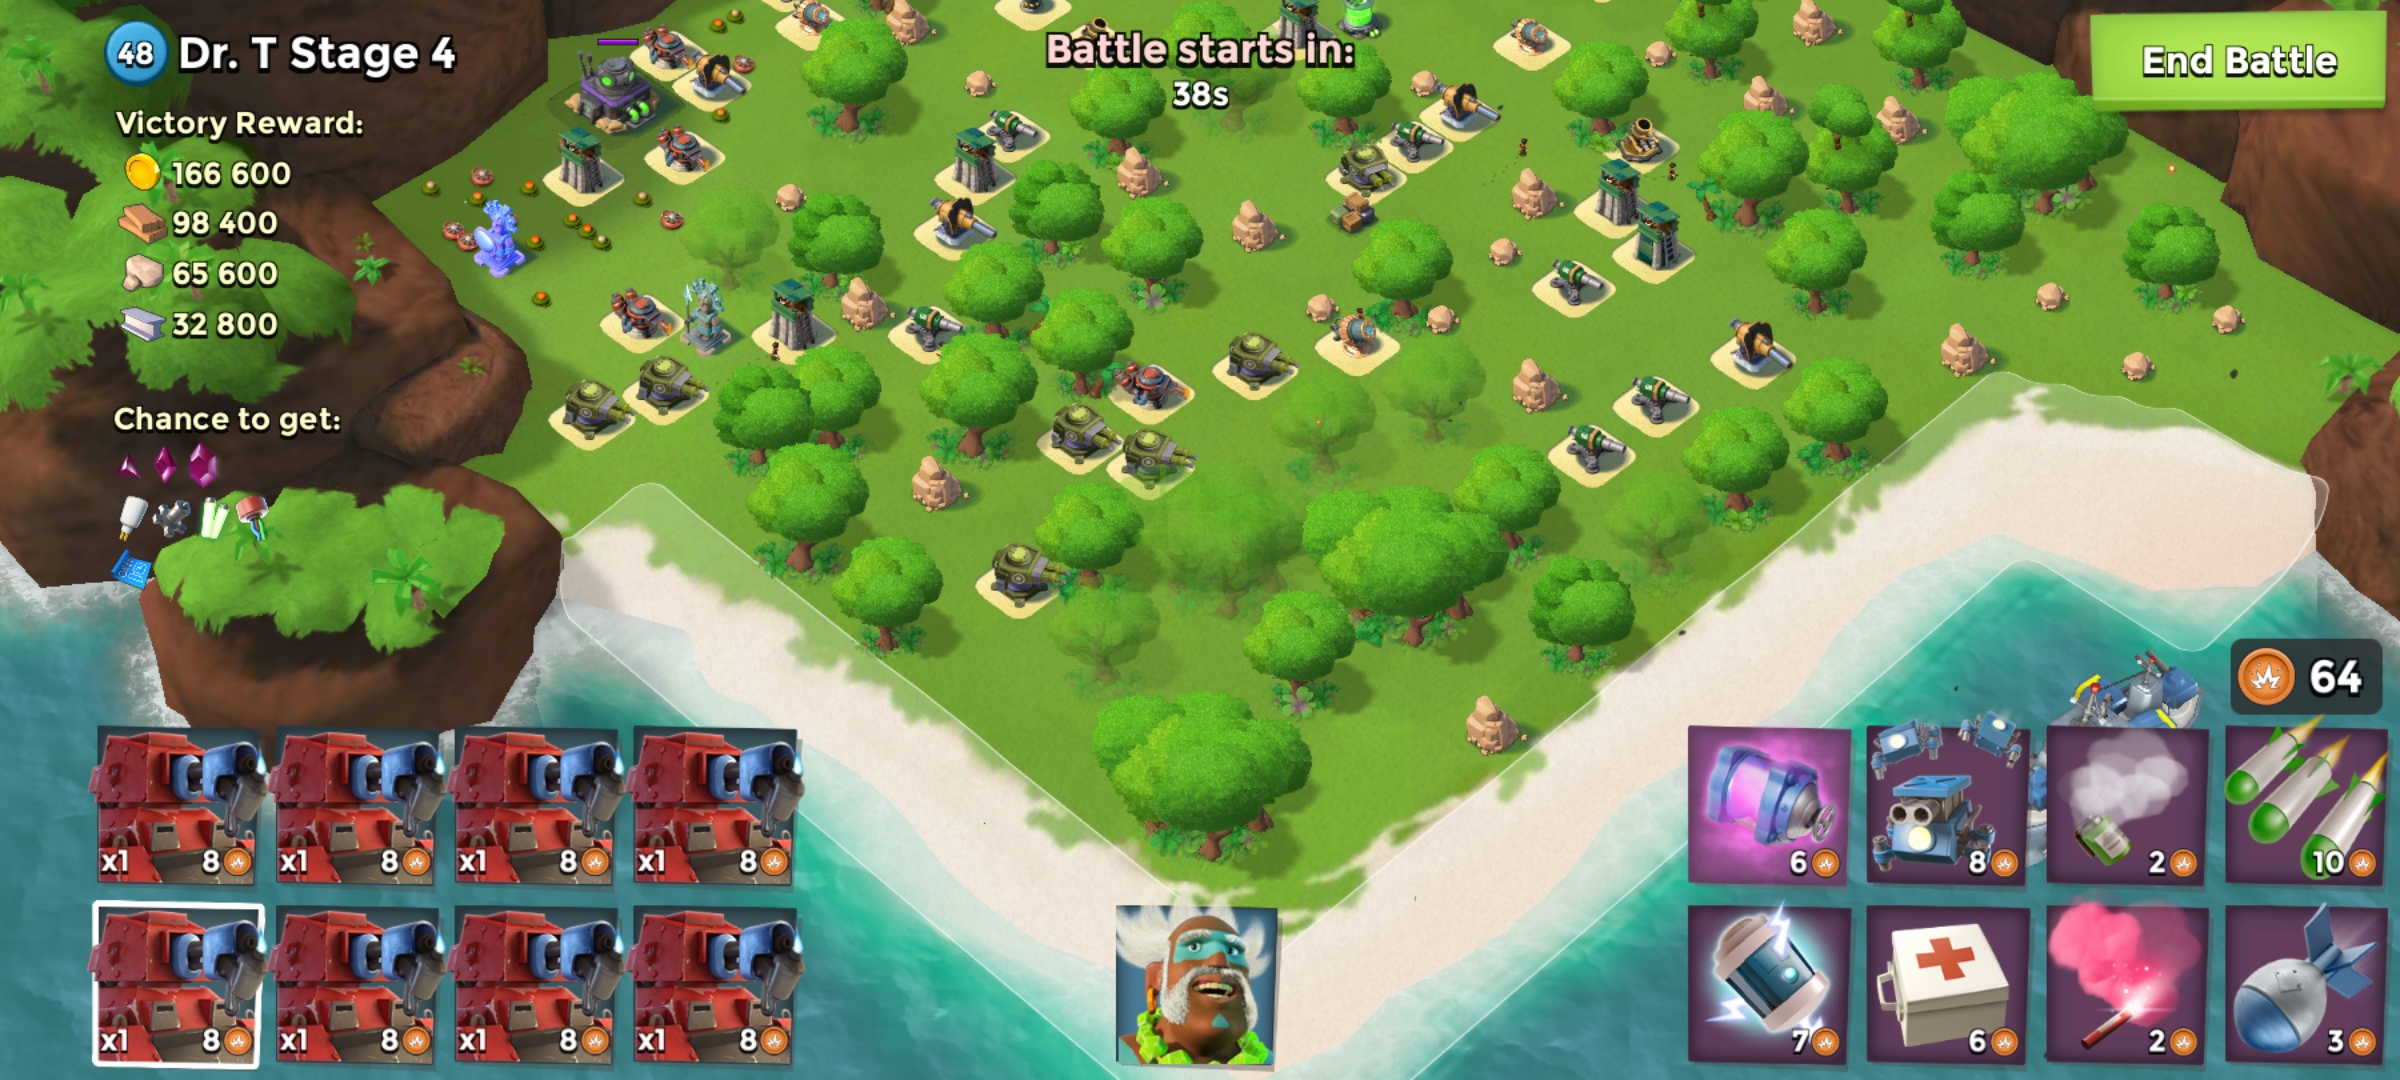 48 Dr. T Stage 4
Victory Reward:
166 600
98 400
65 600
32 800
Chance to get:
Battle starts in:
38s
End Battle
64
x1 8
x1 8
x1 8
x1 8
6
8
2
10
x1 8
x1 8
x1 8
x1 8
7
6
2
3